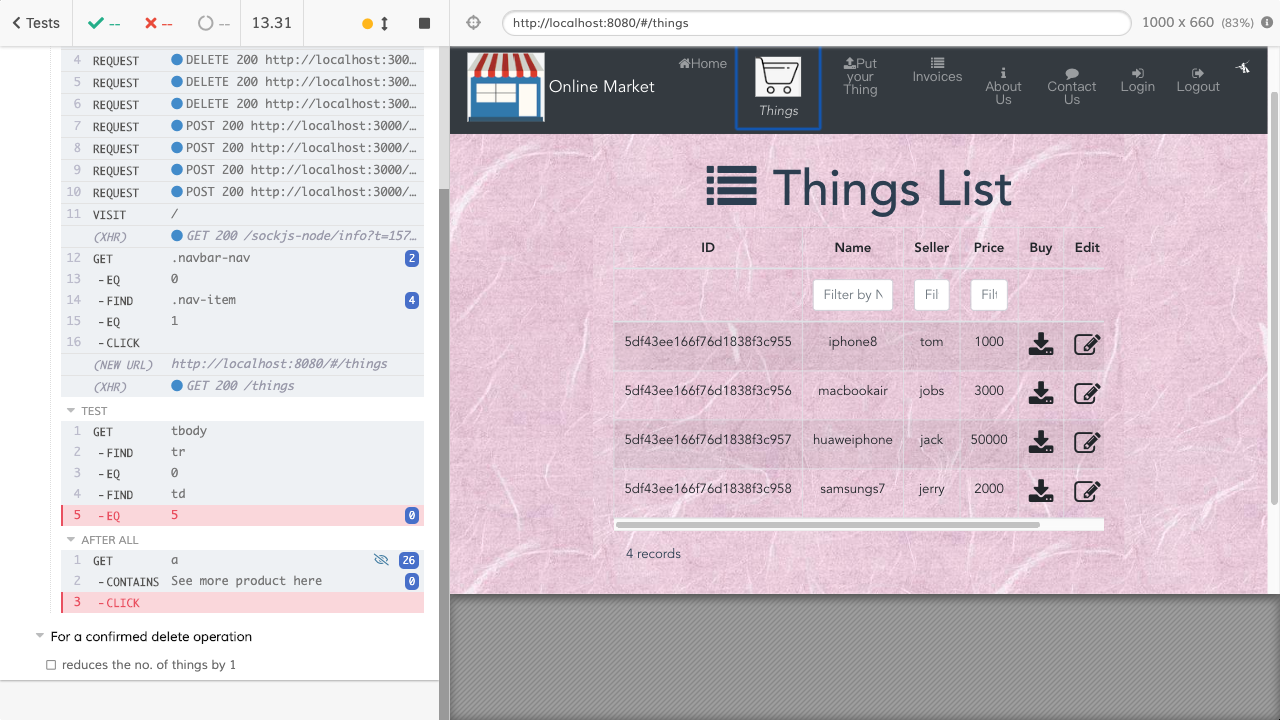 Tests
--
--
--
13.31
http://localhost:8080/#/things
1000 x 660 (83%)
4 REQUEST DELETE 200 http://localhost:300…
5 REQUEST DELETE 200 http://localhost:300…
6 REQUEST DELETE 200 http://localhost:300…
7 REQUEST POST 200 http://localhost:3000/…
8 REQUEST POST 200 http://localhost:3000/…
9 REQUEST POST 200 http://localhost:3000/…
10 REQUEST POST 200 http://localhost:3000/…
11 VISIT /
(XHR) GET 200 /sockjs-node/info?t=157…
12 GET .navbar-nav 2
13 -EQ 0
14 -FIND .nav-item 4
15 -EQ 1
16 -CLICK
(NEW URL) http://localhost:8080/#/things
(XHR) GET 200 /things
TEST
1 GET tbody
2 -FIND tr
3 -EQ 0
4 -FIND td
5 -EQ 5 0
AFTER ALL
1 GET a 26
2 -CONTAINS See more product here 0
3 -CLICK
For a confirmed delete operation
reduces the no. of things by 1
Online Market
Home
Things
Put your Thing
Invoices
About Us
Contact Us
Login
Logout
Things List
ID Name Seller Price Buy Edit
Filter by N Fil Filt
5df43ee166f76d1838f3c955 iphone8 tom 1000
5df43ee166f76d1838f3c956 macbookair jobs 3000
5df43ee166f76d1838f3c957 huaweiphone jack 50000
5df43ee166f76d1838f3c958 samsungs7 jerry 2000
4 records